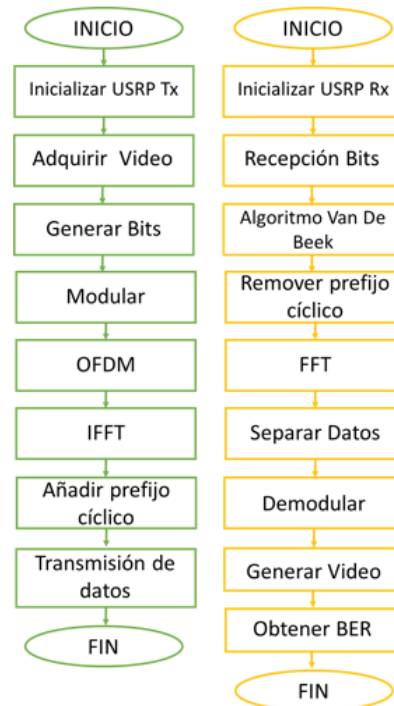 INICIO
Inicializar USRP Tx
Adquirir Video
Generar Bits
Modular
OFDM
IFFT
Añadir prefijo
cíclico
Transmisión de
datos
FIN
INICIO
Inicializar USRP Rx
Recepción Bits
Algoritmo Van De
Beek
Remover prefijo
cíclico
FFT
Separar Datos
Demodular
Generar Video
Obtener BER
FIN